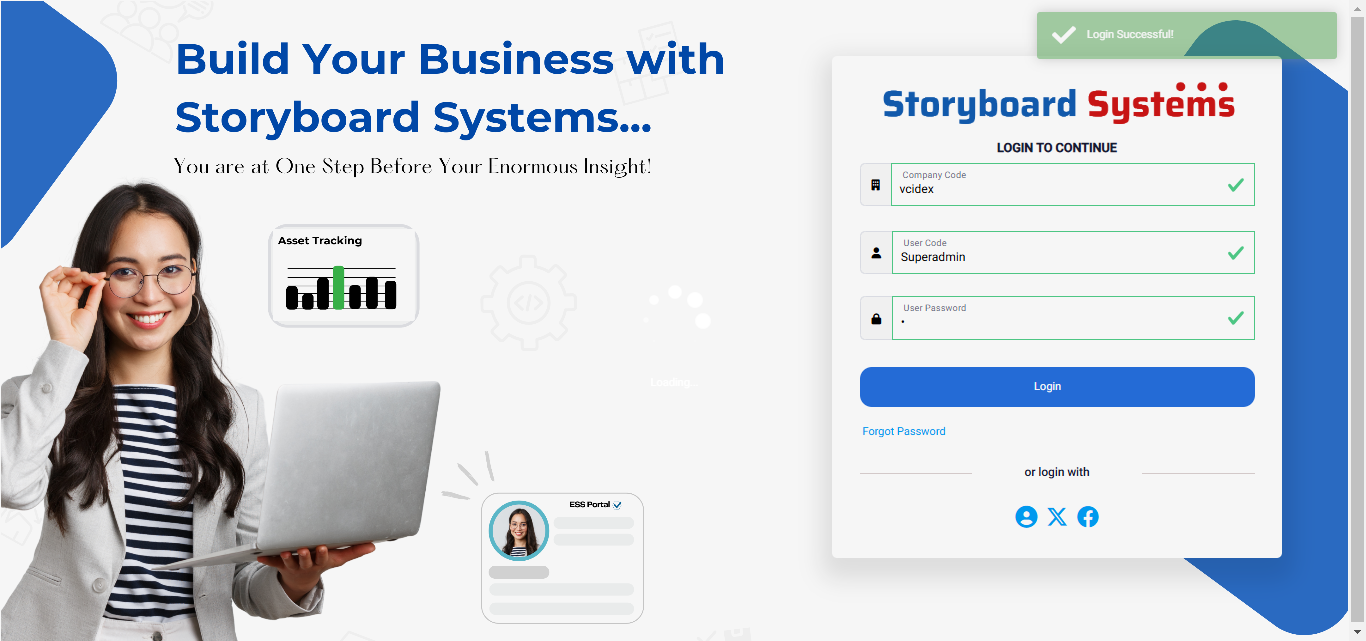 Build Your Business with
Storyboard Systems...
You are at One Step Before Your Enormous Insight!
Asset Tracking
Loading...
ESS Portal
Login Successful!
Storyboard Systems
LOGIN TO CONTINUE
Company Code
vcidex
User Code
Superadmin
User Password
Login
Forgot Password
or login with